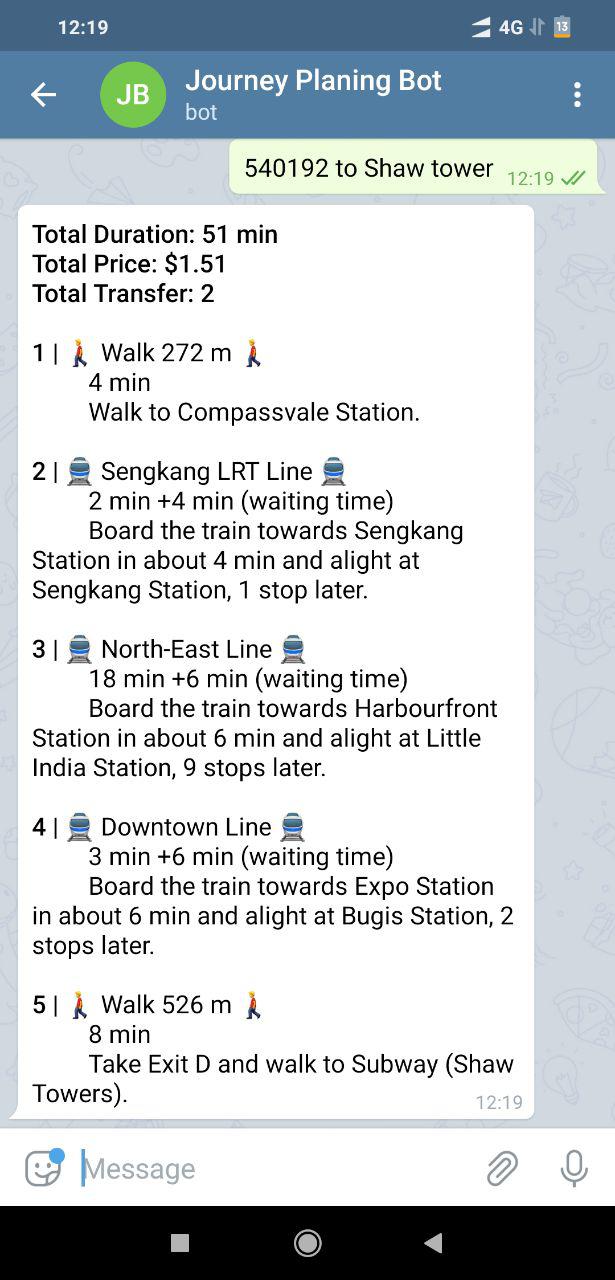 12:19
4G
13
JB
Journey Planing Bot
bot
540192 to Shaw tower
12:19
Total Duration: 51 min
Total Price: $1.51
Total Transfer: 2
1 | 🚶 Walk 272 m 🚶
4 min
Walk to Compassvale Station.
2 | 🚆 Sengkang LRT Line 🚆
2 min +4 min (waiting time)
Board the train towards Sengkang
Station in about 4 min and alight at
Sengkang Station, 1 stop later.
3 | 🚆 North-East Line 🚆
18 min +6 min (waiting time)
Board the train towards Harbourfront
Station in about 6 min and alight at Little
India Station, 9 stops later.
4 | 🚆 Downtown Line 🚆
3 min +6 min (waiting time)
Board the train towards Expo Station
in about 6 min and alight at Bugis Station, 2
stops later.
5 | 🚶 Walk 526 m 🚶
8 min
Take Exit D and walk to Subway (Shaw
Towers).
12:19
Message